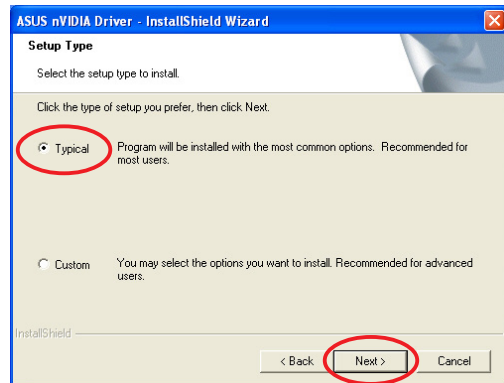 ASUS nVIDIA Driver - InstallShield Wizard
Setup Type
Select the setup type to install.
Click the type of setup you prefer, then click Next.
Typical
Program will be installed with the most common options. Recommended for
most users.
Custom
You may select the options you want to install. Recommended for advanced
users.
InstallShield
< Back
Next >
Cancel